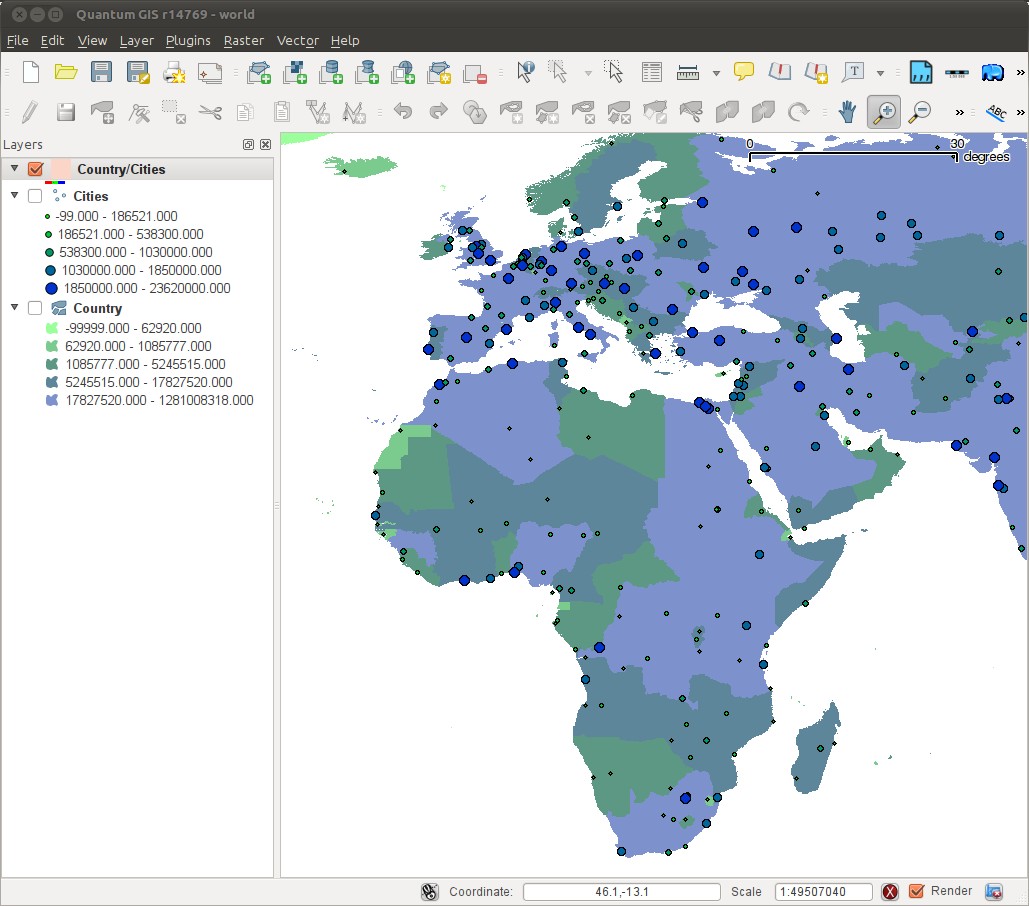 Quantum GIS r14769 - world
File Edit View Layer Plugins Raster Vector Help
T
ABC
Layers
Country/Cities
Cities
-99.000 - 186521.000
186521.000 - 538300.000
538300.000 - 1030000.000
1030000.000 - 1850000.000
1850000.000 - 23620000.000
Country
-99999.000 - 62920.000
62920.000 - 1085777.000
1085777.000 - 5245515.000
5245515.000 - 17827520.000
17827520.000 - 1281008318.000
0 30
degrees
Coordinate: 46.1,-13.1 Scale 1:49507040 Render